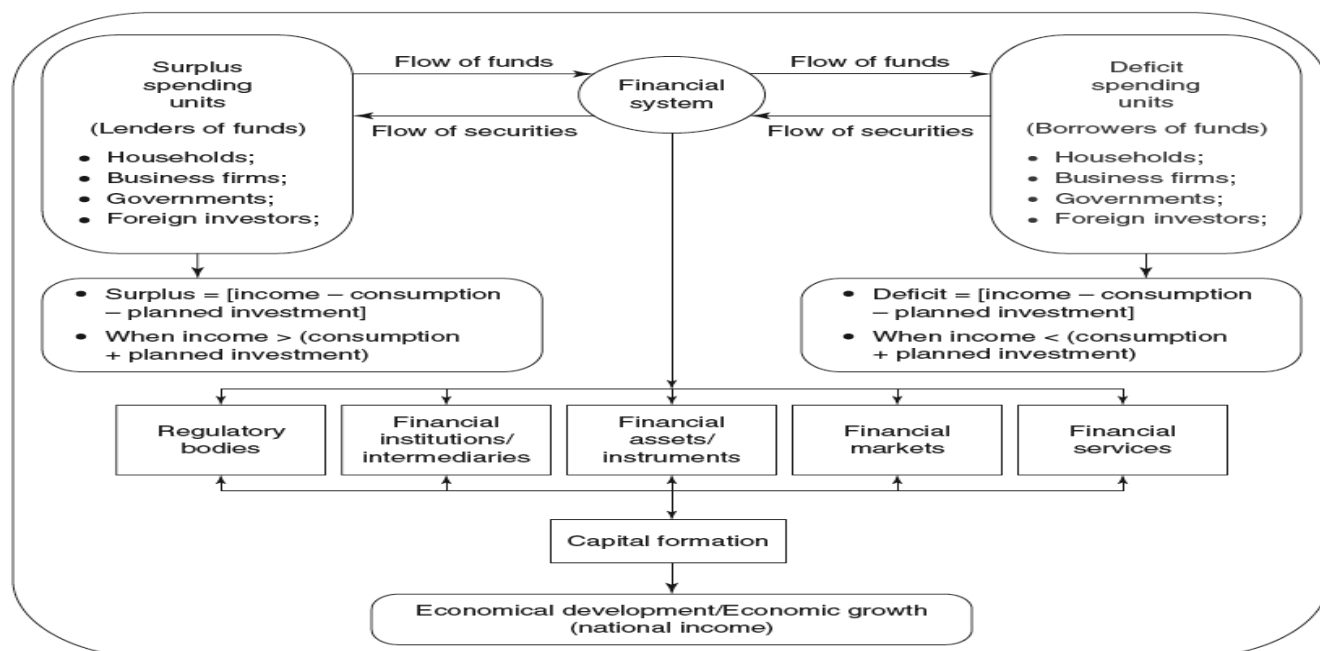 Surplus
spending
units
(Lenders of funds)
• Households;
• Business firms;
• Governments;
• Foreign investors;
Flow of funds
Flow of securities
Financial
system
Flow of funds
Flow of securities
Deficit
spending
units
(Borrowers of funds)
• Households;
• Business firms;
• Governments;
• Foreign investors;
• Surplus = [income – consumption
– planned investment]
• When income > (consumption
+ planned investment)
• Deficit = [income – consumption
– planned investment]
• When income < (consumption
+ planned investment)
Regulatory
bodies
Financial
institutions/
intermediaries
Financial
assets/
instruments
Financial
markets
Financial
services
Capital formation
Economical development/Economic growth
(national income)